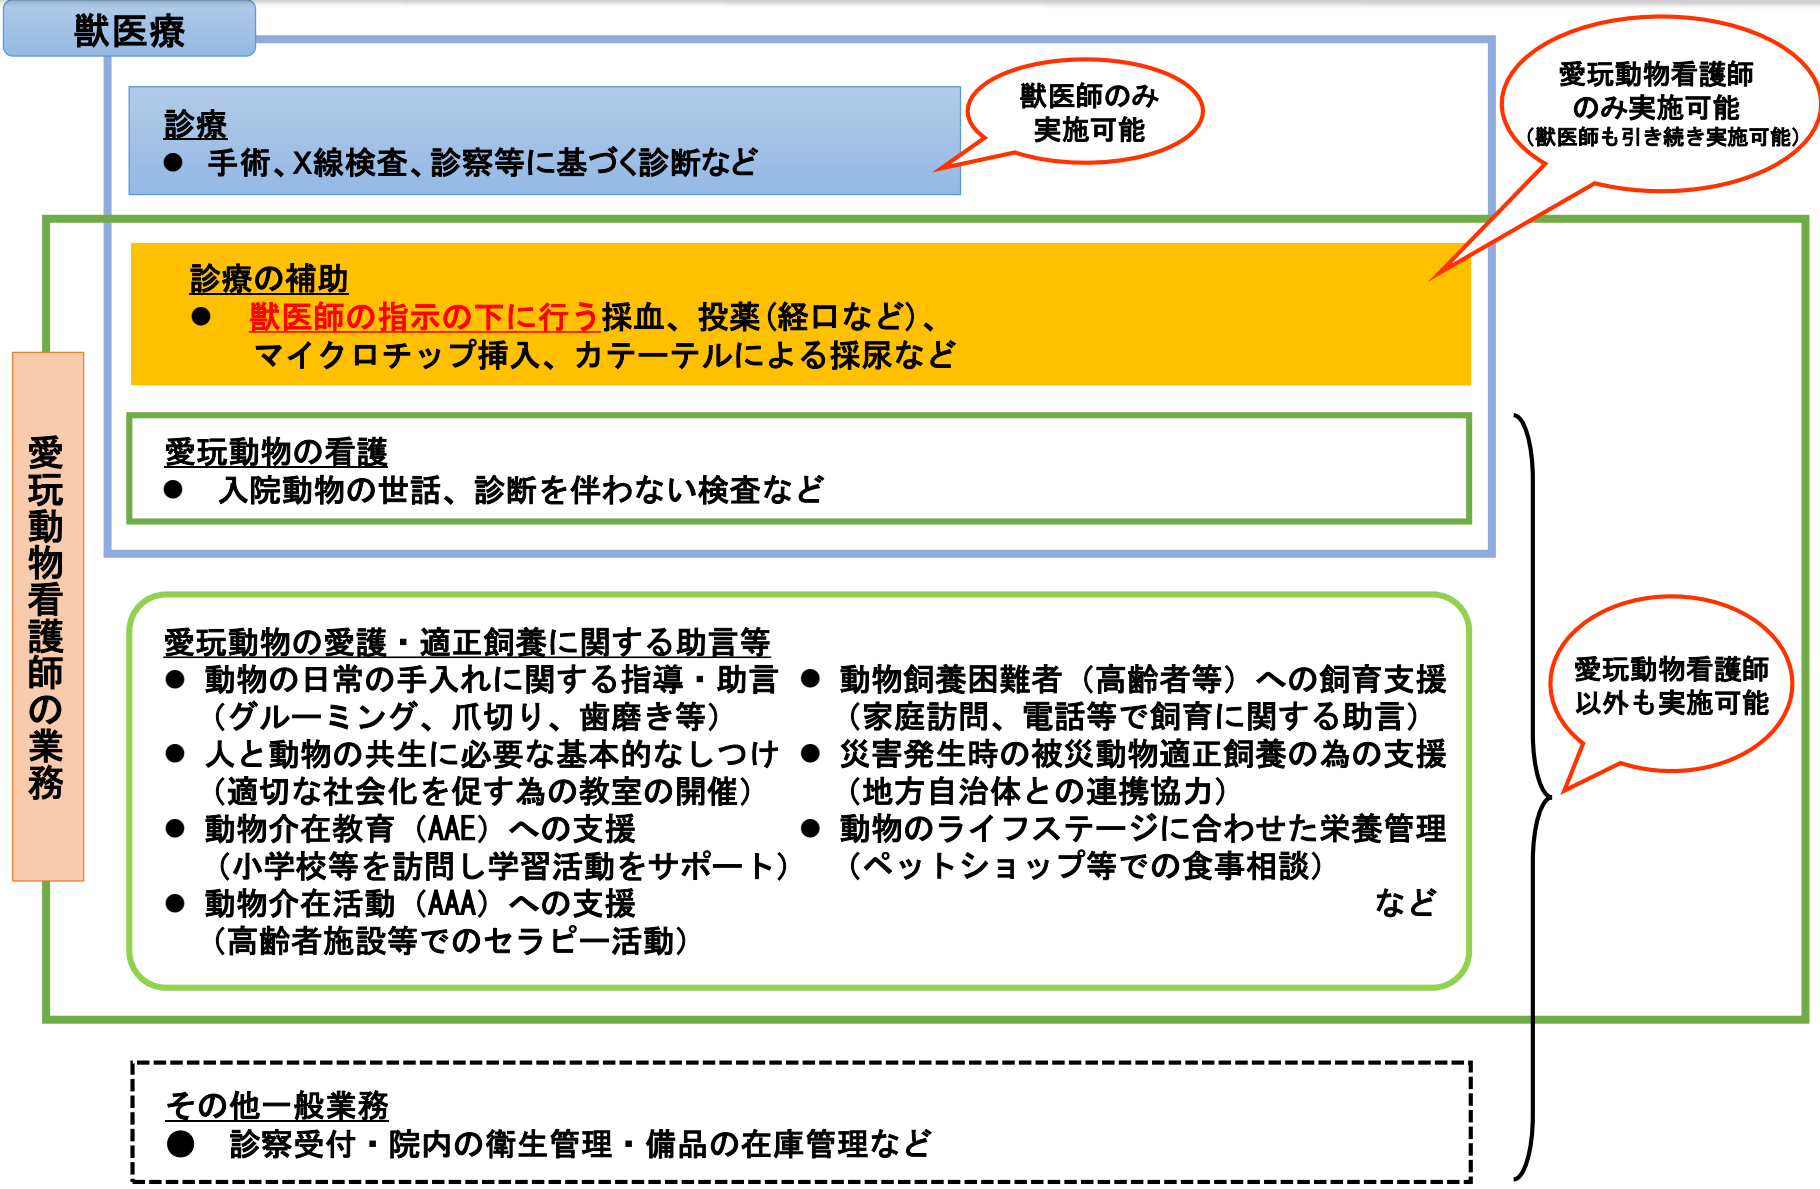 獣医療
診療
● 手術、X線検査、診察等に基づく診断など
獣医師のみ
実施可能
愛玩動物看護師
のみ実施可能
(獣医師も引き続き実施可能)
診療の補助
● 獣医師の指示の下に行う採血、投薬(経口など)、
マイクロチップ挿入、カテーテルによる採尿など
愛玩動物の看護
● 入院動物の世話、診断を伴わない検査など
愛玩動物看護師の業務
愛玩動物の愛護・適正飼養に関する助言等
● 動物の日常の手入れに関する指導・助言
(グルーミング、爪切り、歯磨き等)
● 人と動物の共生に必要な基本的なしつけ
(適切な社会化を促す為の教室の開催)
● 動物介在教育(AAE)への支援
(小学校等を訪問し学習活動をサポート)
● 動物介在活動(AAA)への支援
(高齢者施設等でのセラピー活動)
● 動物飼養困難者(高齢者等)への飼育支援
(家庭訪問、電話等で飼育に関する助言)
● 災害発生時の被災動物適正飼養の為の支援
(地方自治体との連携協力)
● 動物のライフステージに合わせた栄養管理
(ペットショップ等での食事相談)
など
愛玩動物看護師
以外も実施可能
その他一般業務
● 診察受付・院内の衛生管理・備品の在庫管理など